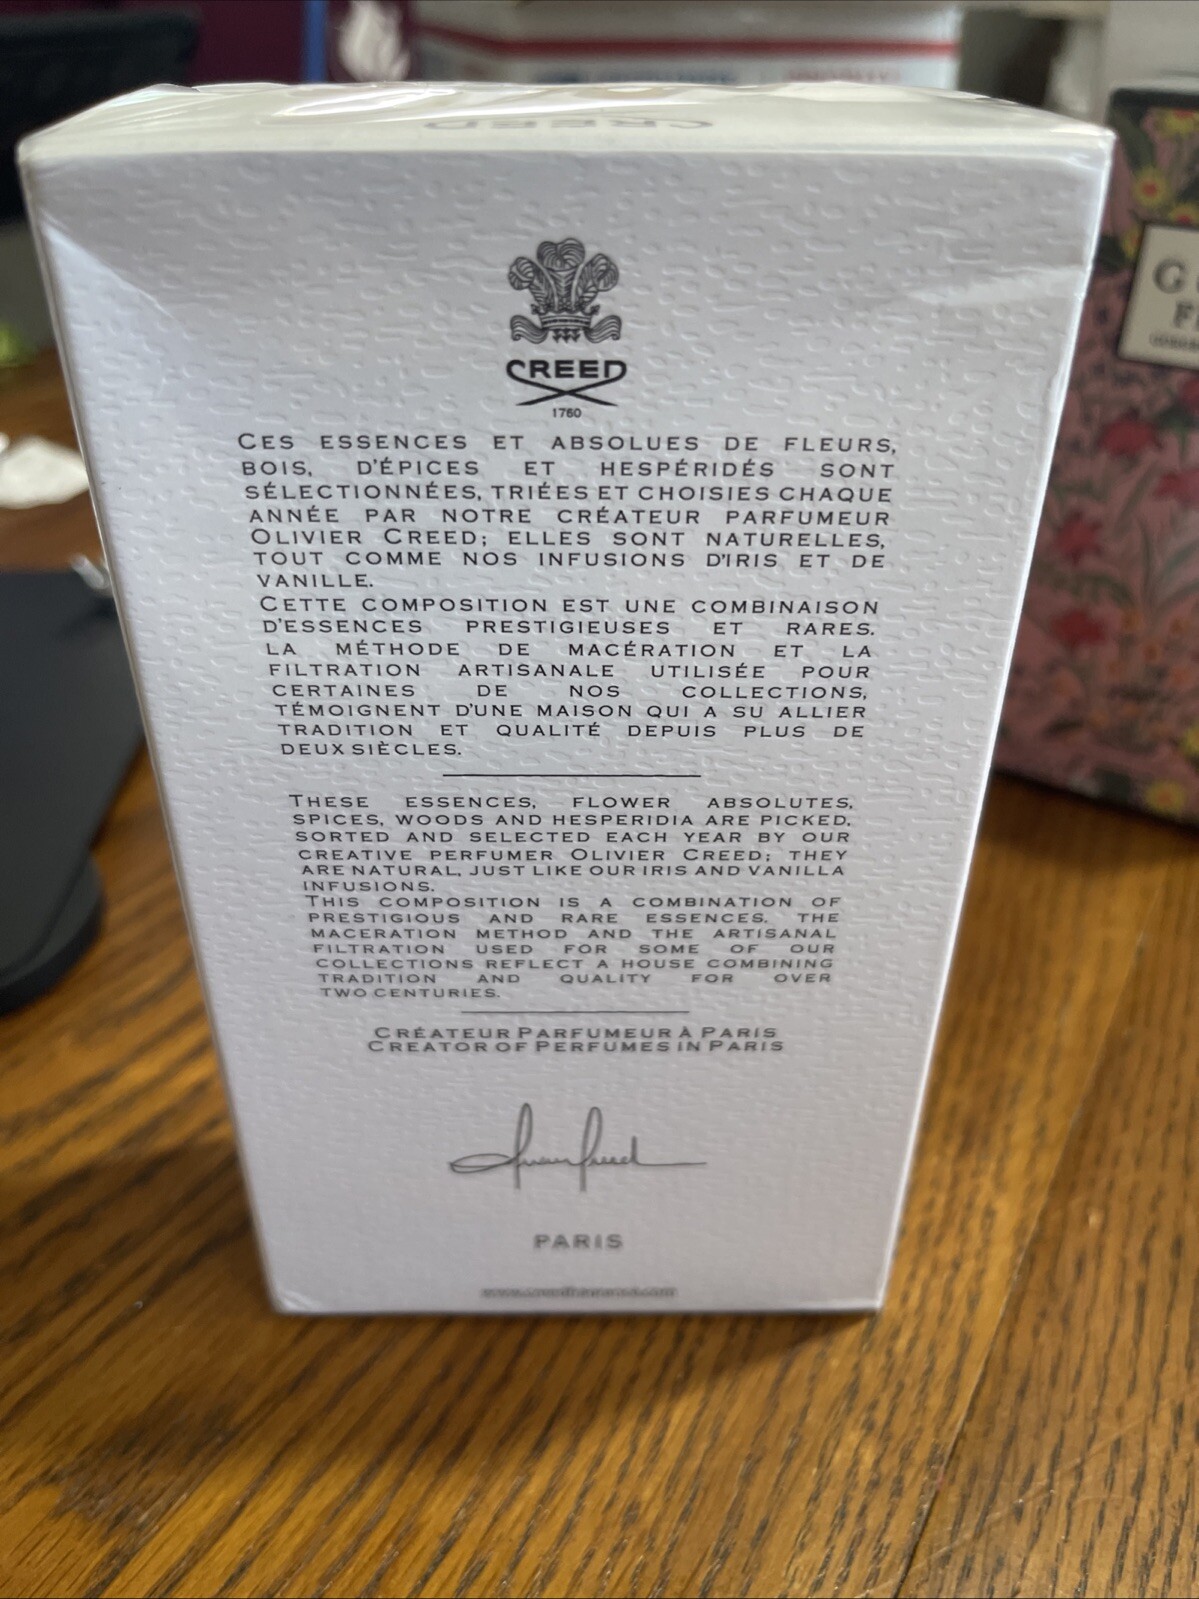 CREED
CREED
1760
CES ESSENCES ET ABSOLUES DE FLEURS,
BOIS, D'ÉPICES ET HESPÉRIDÉS SONT
SÉLECTIONNÉES, TRIÉES ET CHOISIES CHAQUE
ANNÉE PAR NOTRE CRÉATEUR PARFUMEUR
OLIVIER CREED; ELLES SONT NATURELLES,
TOUT COMME NOS INFUSIONS D'IRIS ET DE
VANILLE.
CETTE COMPOSITION EST UNE COMBINAISON
D'ESSENCES PRESTIGIEUSES ET RARES.
LA MÉTHODE DE MACÉRATION ET LA
FILTRATION ARTISANALE UTILISÉE POUR
CERTAINES DE NOS COLLECTIONS,
TÉMOIGNENT D'UNE MAISON QUI A SU ALLIER
TRADITION ET QUALITÉ DEPUIS PLUS DE
DEUX SIÈCLES.
THESE ESSENCES, FLOWER ABSOLUTES,
SPICES, WOODS AND HESPERIDIA ARE PICKED,
SORTED AND SELECTED EACH YEAR BY OUR
CREATIVE PERFUMER OLIVIER CREED; THEY
ARE NATURAL, JUST LIKE OUR IRIS AND VANILLA
INFUSIONS.
THIS COMPOSITION IS A COMBINATION OF
PRESTIGIOUS AND RARE ESSENCES. THE
MACERATION METHOD AND THE ARTISANAL
FILTRATION USED FOR SOME OF OUR
COLLECTIONS REFLECT A HOUSE COMBINING
TRADITION AND QUALITY FOR OVER
TWO CENTURIES.
CRÉATEUR PARFUMEUR À PARIS
CREATOR OF PERFUMES IN PARIS
PARIS